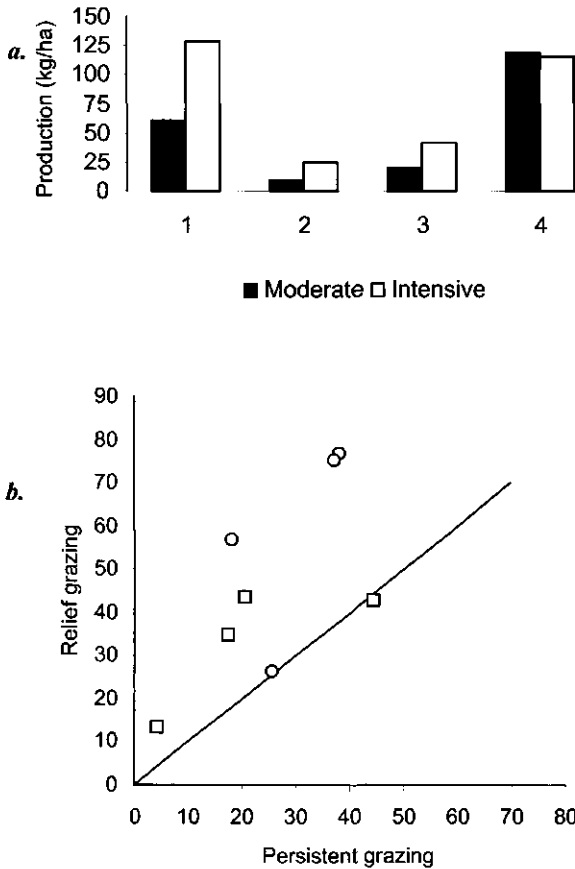 a.
Production (kg/ha)
150
125
100
75
50
25
0
1 2 3 4
Moderate Intensive
b.
Relief grazing
90
80
70
60
50
40
30
20
10
0
0 10 20 30 40 50 60 70 80
Persistent grazing